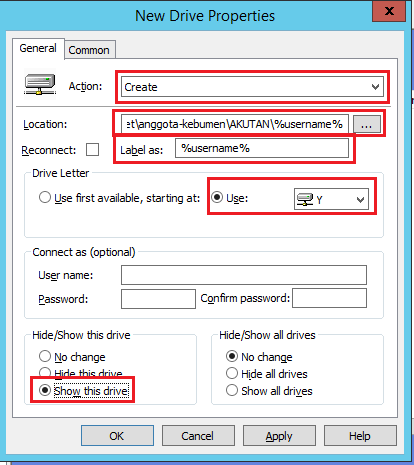 New Drive Properties
x
General Common
Action: Create
Location: et\anggota-kebumen\AKUTAN\%username% ...
Reconnect: Label as: %username%
Drive Letter
Use first available, starting at: Use: Y
Connect as (optional)
User name:
Password: Confirm password:
Hide/Show this drive Hide/Show all drives
No change No change
Hide this drive Hide all drives
Show this drive Show all drives
OK Cancel Apply Help